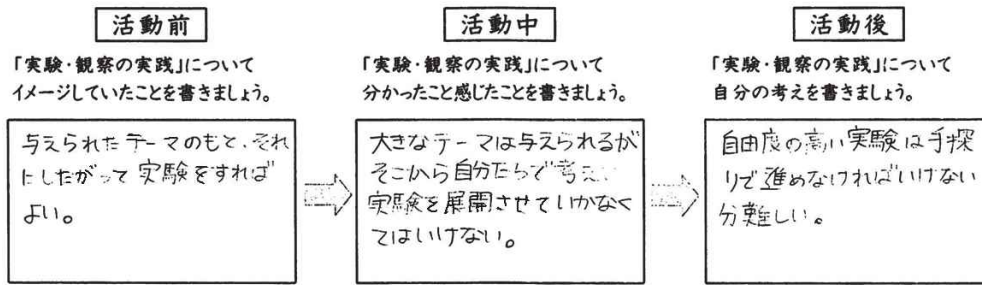 活動前
「実験・観察の実践」について
イメージしていたことを書きましょう。
与えられたテーマのもと、それ
にしたがって実験をすれば
よい。
活動中
「実験・観察の実践」について
分かったこと感じたことを書きましょう。
大きなテーマは与えられるが
そこから自分たちで考え、
実験を展開させていかなく
てはいけない。
活動後
「実験・観察の実践」について
自分の考えを書きましょう。
自由度の高い実験は手探
りで進めなければいけない
分難しい。